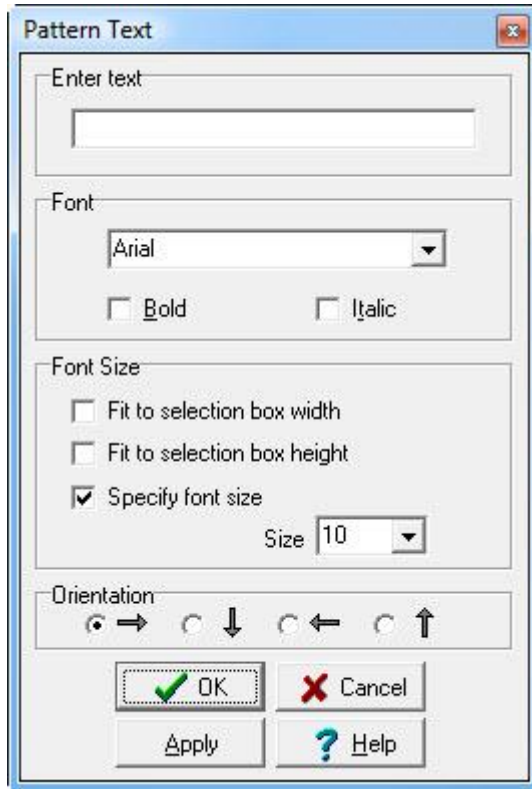 Pattern Text
Enter text
Font
Arial
Bold Italic
Font Size
Fit to selection box width
Fit to selection box height
Specify font size
Size 10
Orientation
OK Cancel
Apply Help